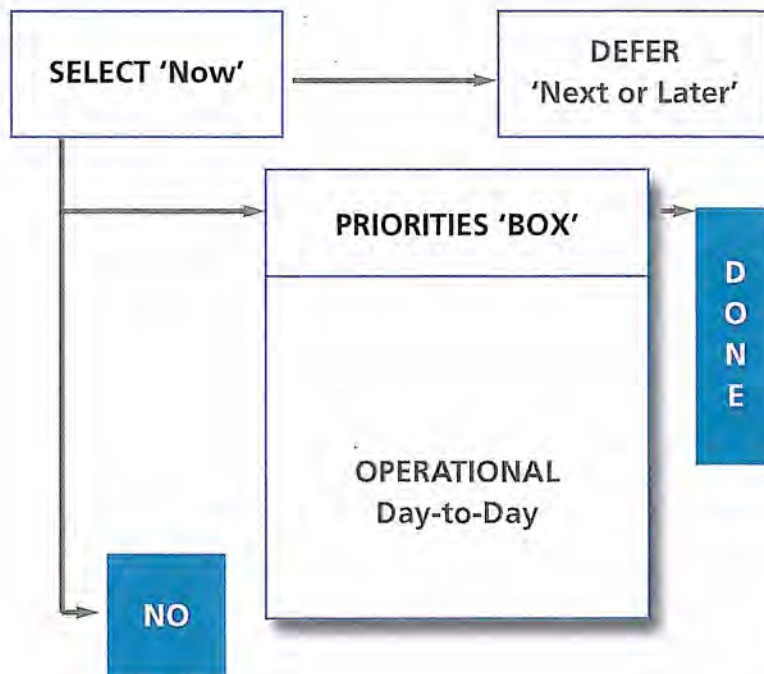 SELECT ‘Now’
DEFER
‘Next or Later’
PRIORITIES ‘BOX’
D
O
N
E
OPERATIONAL
Day-to-Day
NO